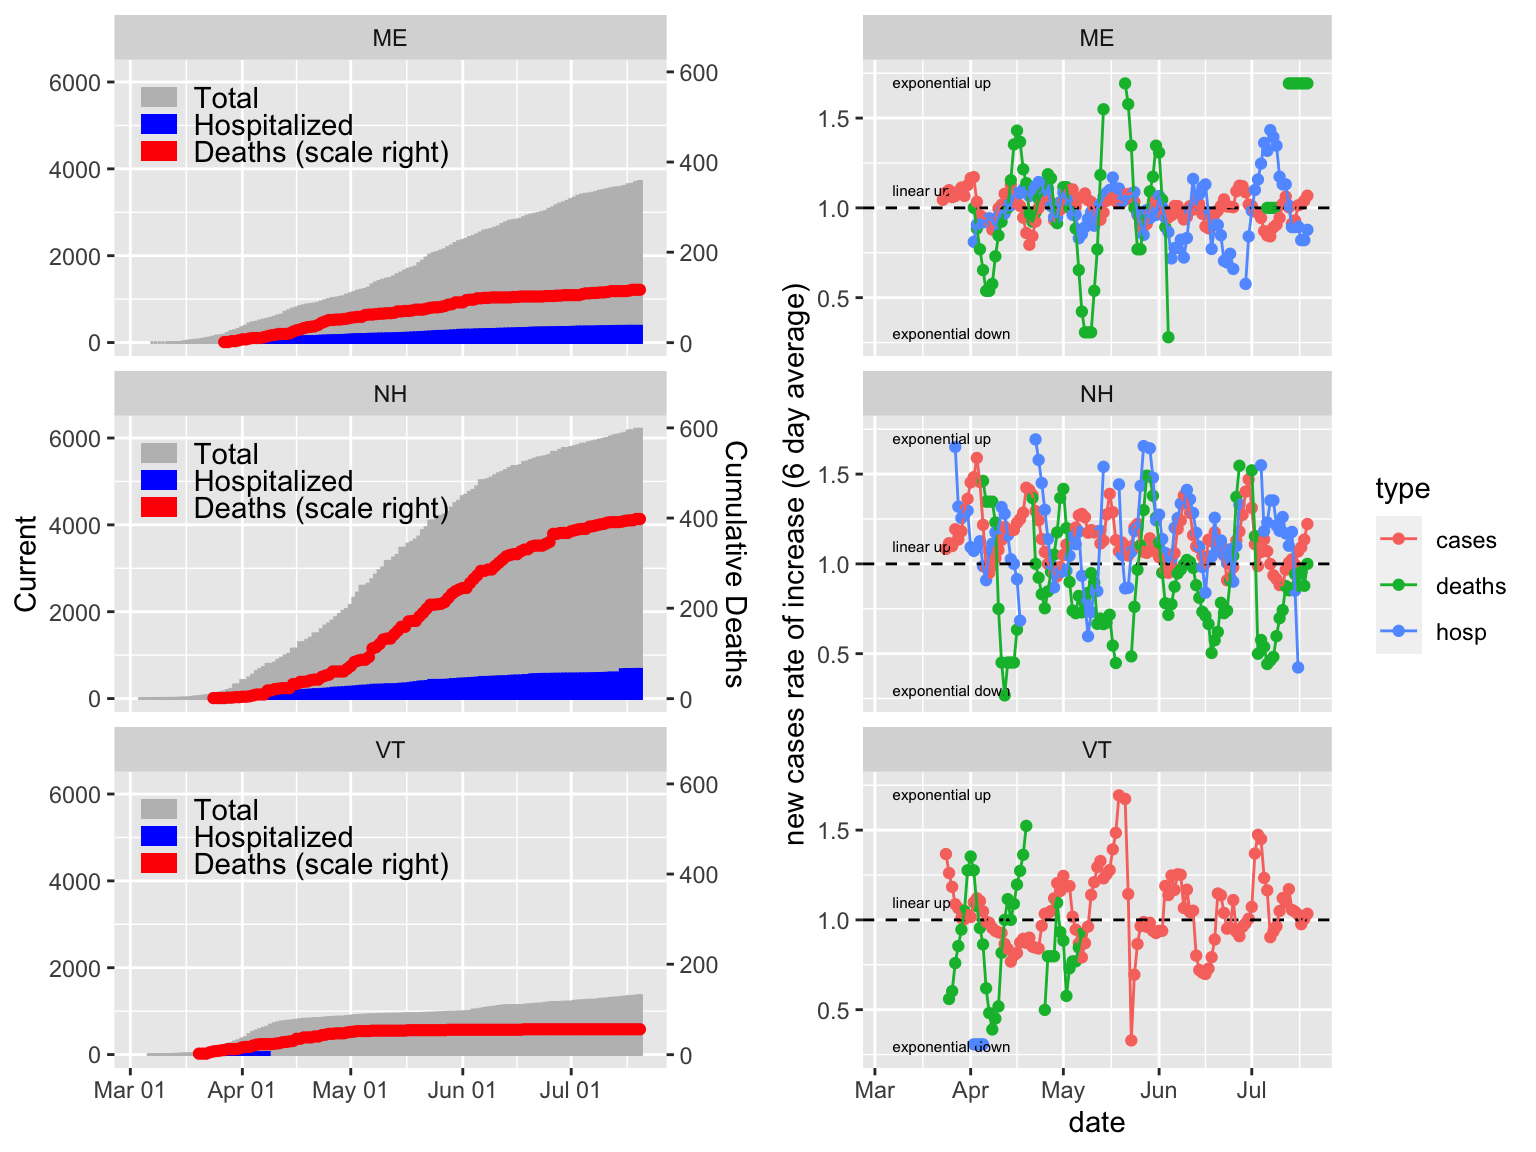 ME
6000
4000
2000
0
600
400
200
0
Total
Hospitalized
Deaths (scale right)
NH
6000
4000
2000
0
600
400
200
0
Total
Hospitalized
Deaths (scale right)
VT
6000
4000
2000
0
600
400
200
0
Total
Hospitalized
Deaths (scale right)
Mar 01
Apr 01
May 01
Jun 01
Jul 01
Current
Cumulative Deaths
ME
1.5
1.0
0.5
exponential up
linear up
exponential down
NH
1.5
1.0
0.5
exponential up
linear up
exponential down
VT
1.5
1.0
0.5
exponential up
linear up
exponential down
Mar
Apr
May
Jun
Jul
date
new cases rate of increase (6 day average)
type
cases
deaths
hosp